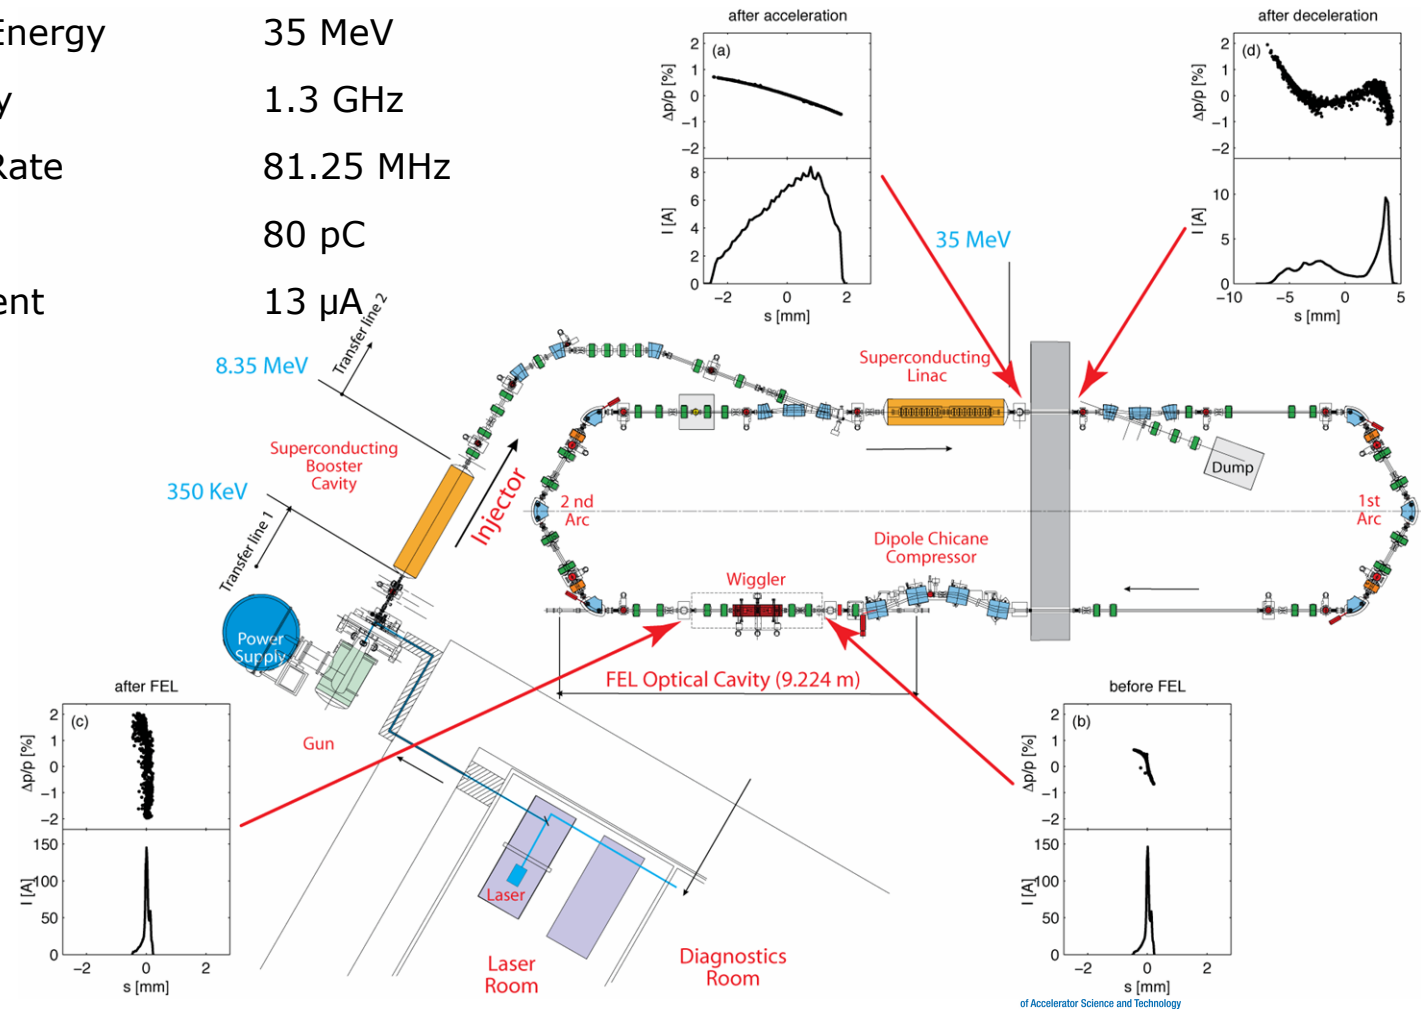 Energy 35 MeV
y 1.3 GHz
Rate 81.25 MHz
80 pC
ent 13 µA
after acceleration
(a)
Δp/p [%]
2
1
0
−1
−2
I [A]
8
6
4
2
0
−2 0 2
s [mm]
after deceleration
(d)
Δp/p [%]
2
1
0
−1
−2
I [A]
10
5
0
−10 −5 0 5
s [mm]
35 MeV
Transfer line 2
8.35 MeV
Superconducting
Linac
Superconducting
Booster
Cavity
350 KeV
Injector
Transfer line 1
2 nd
Arc
1st
Arc
Dump
Dipole Chicane
Compressor
Wiggler
Power
Supply
FEL Optical Cavity (9.224 m)
Gun
after FEL
(c)
Δp/p [%]
2
1
0
−1
−2
I [A]
150
100
50
0
−2 0 2
s [mm]
before FEL
(b)
Δp/p [%]
2
1
0
−1
−2
I [A]
150
100
50
0
−2 0 2
s [mm]
Laser
Laser
Room
Diagnostics
Room
of Accelerator Science and Technology